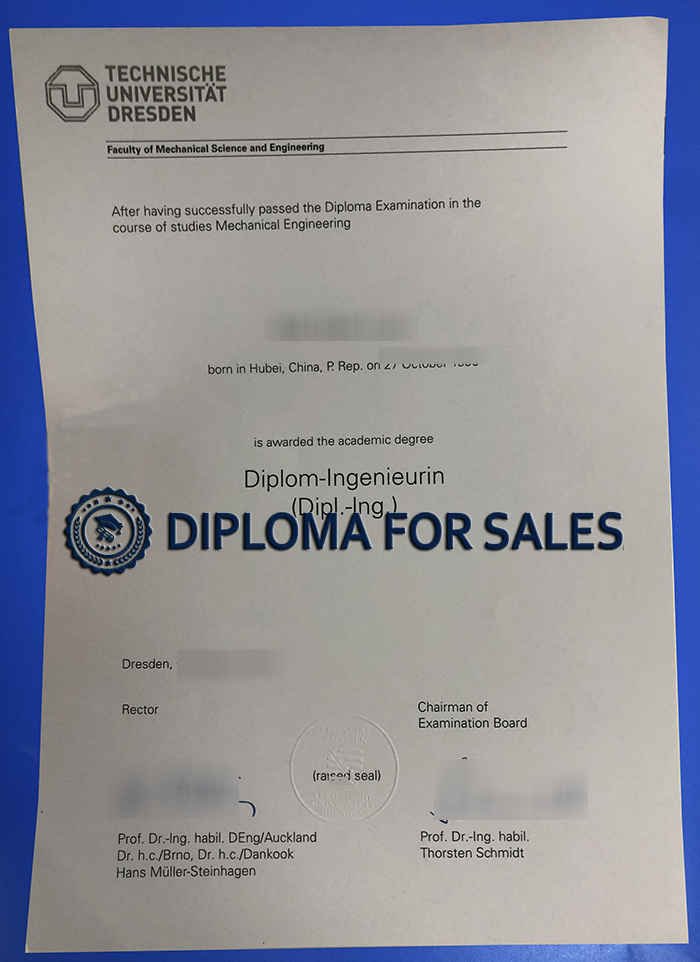 TECHNISCHE
UNIVERSITÄT
DRESDEN
Faculty of Mechanical Science and Engineering
After having successfully passed the Diploma Examination in the
course of studies Mechanical Engineering
born in Hubei, China, P. Rep. on 27 October
is awarded the academic degree
Diplom-Ingenieurin
(Dipl.-Ing.)
DIPLOMA FOR SALES
Dresden,
Rector
Chairman of
Examination Board
(raised seal)
Prof. Dr.-Ing. habil. DEng/Auckland
Dr. h.c./Brno, Dr. h.c./Dankook
Hans Müller-Steinhagen
Prof. Dr.-Ing. habil.
Thorsten Schmidt